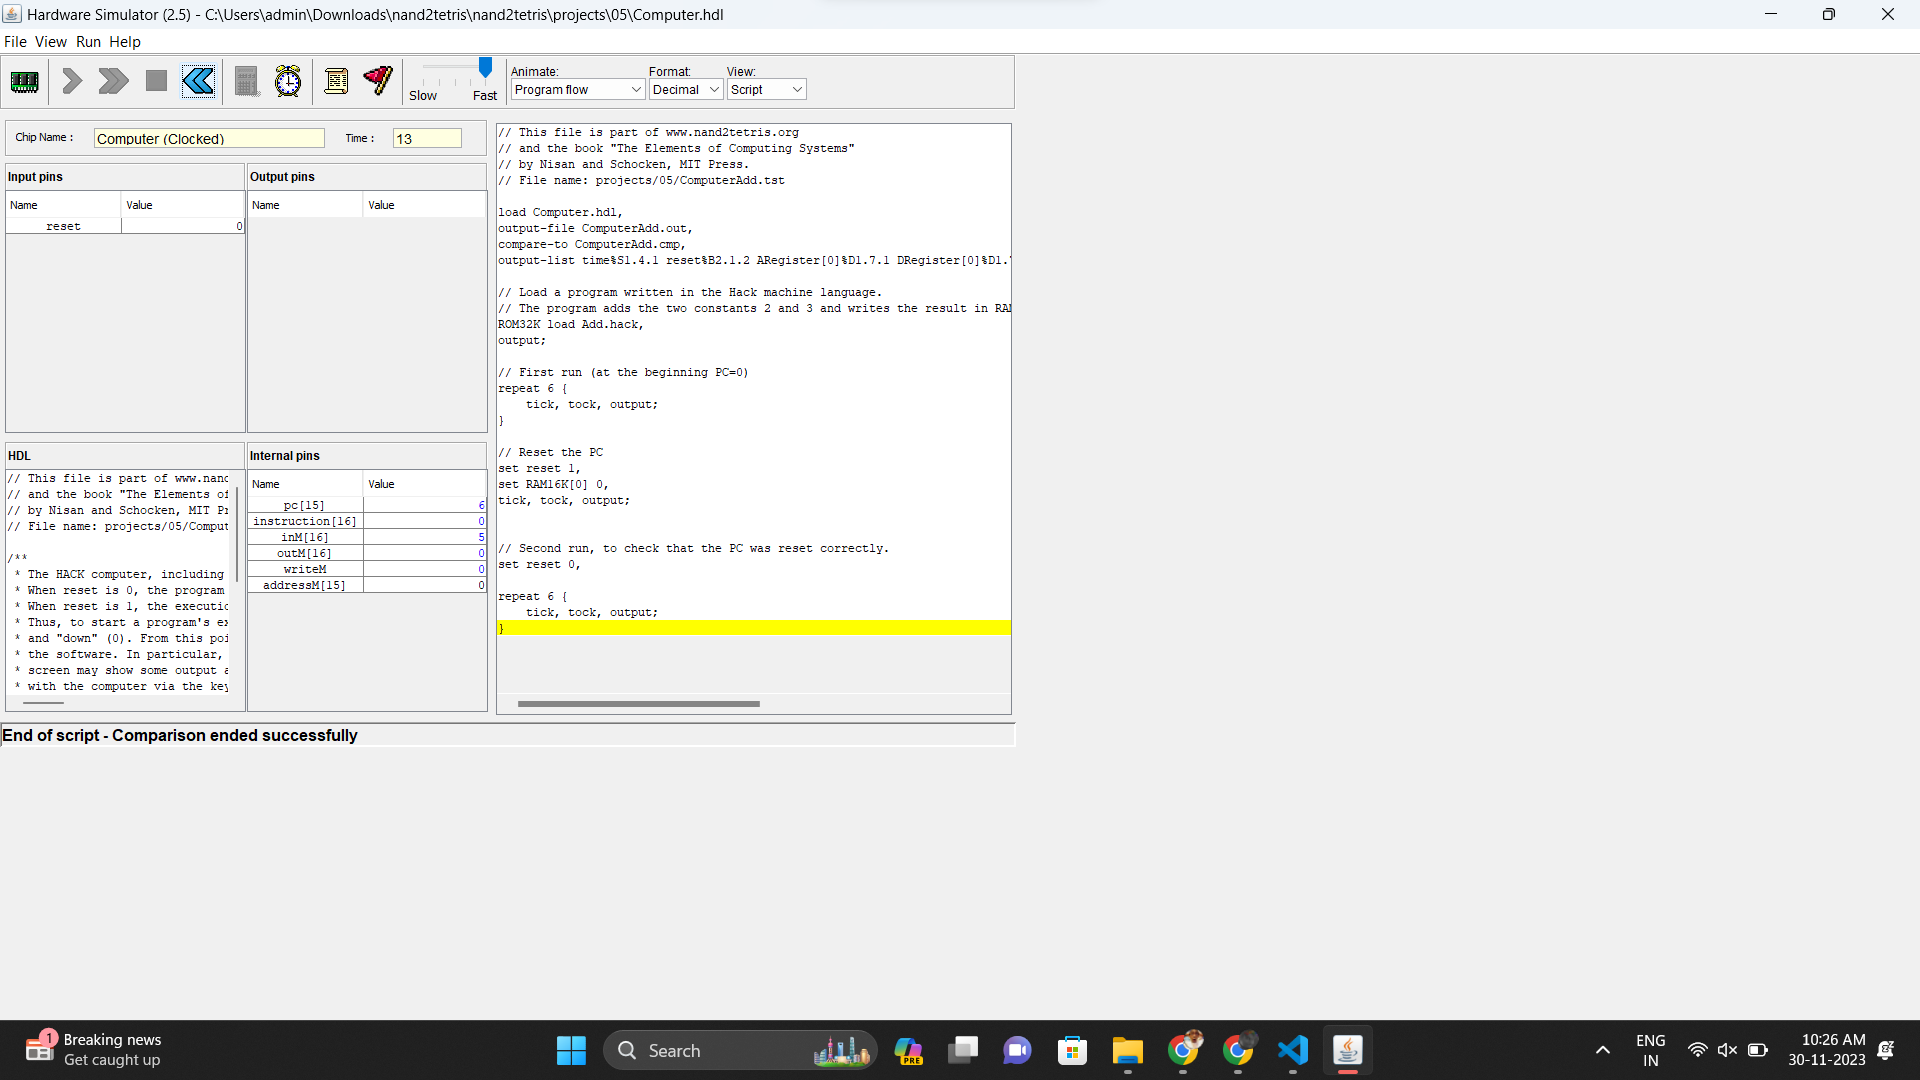 Hardware Simulator (2.5) - C:\Users\admin\Downloads\nand2tetris\nand2tetris\projects\05\Computer.hdl
File View Run Help
Slow Fast
Animate: Format: View:
Program flow Decimal Script
Chip Name : Computer (Clocked) Time : 13
Input pins
Name Value
reset 0
Output pins
Name Value
HDL
// This file is part of www.nand
// and the book "The Elements of
// by Nisan and Schocken, MIT Pr
// File name: projects/05/Comput
/**
* The HACK computer, including
* When reset is 0, the program
* When reset is 1, the executio
* Thus, to start a program's ex
* and "down" (0). From this poi
* the software. In particular,
* screen may show some output a
* with the computer via the key
Internal pins
Name Value
pc[15] 6
instruction[16] 0
inM[16] 5
outM[16] 0
writeM 0
addressM[15] 0
// This file is part of www.nand2tetris.org
// and the book "The Elements of Computing Systems"
// by Nisan and Schocken, MIT Press.
// File name: projects/05/ComputerAdd.tst
load Computer.hdl,
output-file ComputerAdd.out,
compare-to ComputerAdd.cmp,
output-list time%S1.4.1 reset%B2.1.2 ARegister[0]%D1.7.1 DRegister[0]%D1.
// Load a program written in the Hack machine language.
// The program adds the two constants 2 and 3 and writes the result in RA
ROM32K load Add.hack,
output;
// First run (at the beginning PC=0)
repeat 6 {
tick, tock, output;
}
// Reset the PC
set reset 1,
set RAM16K[0] 0,
tick, tock, output;
// Second run, to check that the PC was reset correctly.
set reset 0,
repeat 6 {
tick, tock, output;
}
End of script - Comparison ended successfully
1
Breaking news
Get caught up
Search
PRE
ENG
IN
10:26 AM
30-11-2023